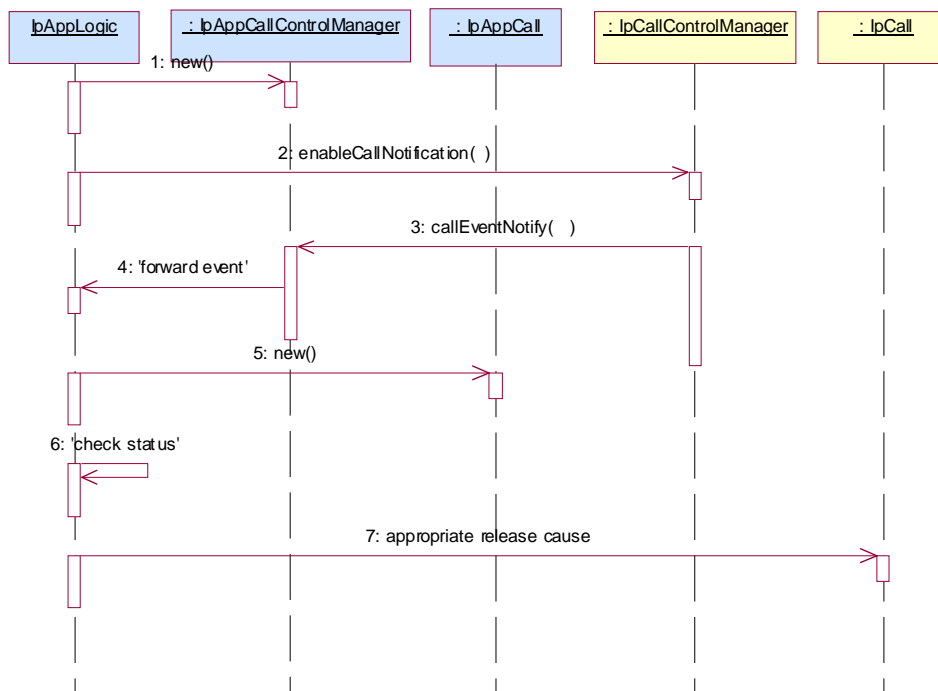 IpAppLogic
: IpAppCallControlManager
: IpAppCall
: IpCallControlManager
: IpCall
1: new()
2: enableCallNotification( )
3: callEventNotify( )
4: 'forward event'
5: new()
6: 'check status'
7: appropriate release cause